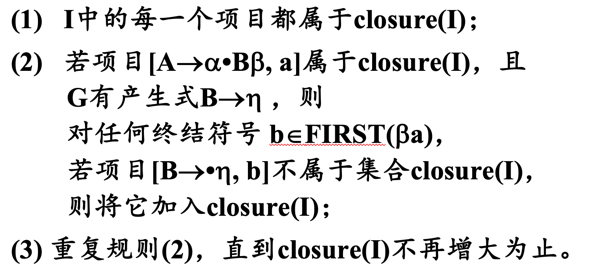 (1) I中的每一个项目都属于closure(I);
(2) 若项目[A→α•Bβ, a]属于closure(I), 且
G有产生式B→η , 则
对任何终结符号 b∈FIRST(βa),
若项目[B→•η, b]不属于集合closure(I),
则将它加入closure(I);
(3) 重复规则(2), 直到closure(I)不再增大为止。